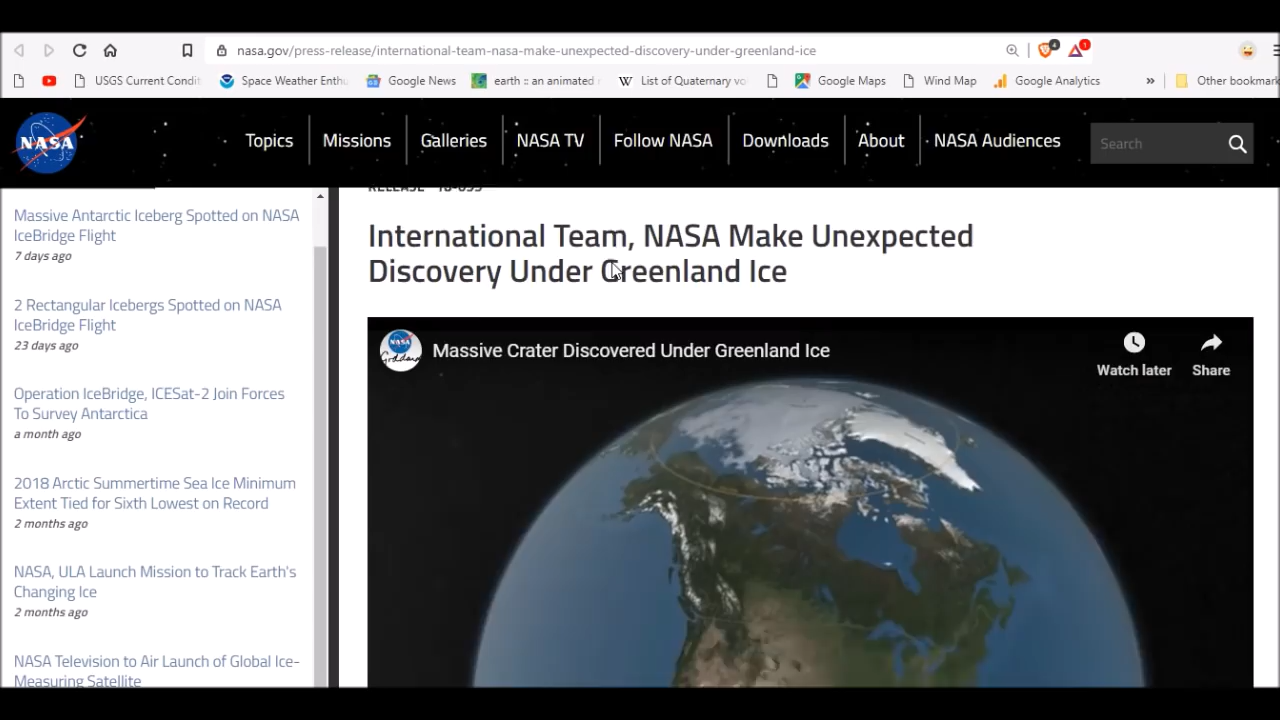 nasa.gov/press-release/international-team-nasa-make-unexpected-discovery-under-greenland-ice
4
1
USGS Current Condit
Space Weather Enthu
Google News
earth :: an animated
List of Quaternary vo
Google Maps
Wind Map
Google Analytics
»
Other bookmark
NASA
Topics
Missions
Galleries
NASA TV
Follow NASA
Downloads
About
NASA Audiences
Search
Massive Antarctic Iceberg Spotted on NASA
IceBridge Flight
7 days ago
2 Rectangular Icebergs Spotted on NASA
IceBridge Flight
23 days ago
Operation IceBridge, ICESat-2 Join Forces
To Survey Antarctica
a month ago
2018 Arctic Summertime Sea Ice Minimum
Extent Tied for Sixth Lowest on Record
2 months ago
NASA, ULA Launch Mission to Track Earth's
Changing Ice
2 months ago
NASA Television to Air Launch of Global Ice-
Measuring Satellite
International Team, NASA Make Unexpected
Discovery Under Greenland Ice
NASA
Goddard
Massive Crater Discovered Under Greenland Ice
Watch later
Share